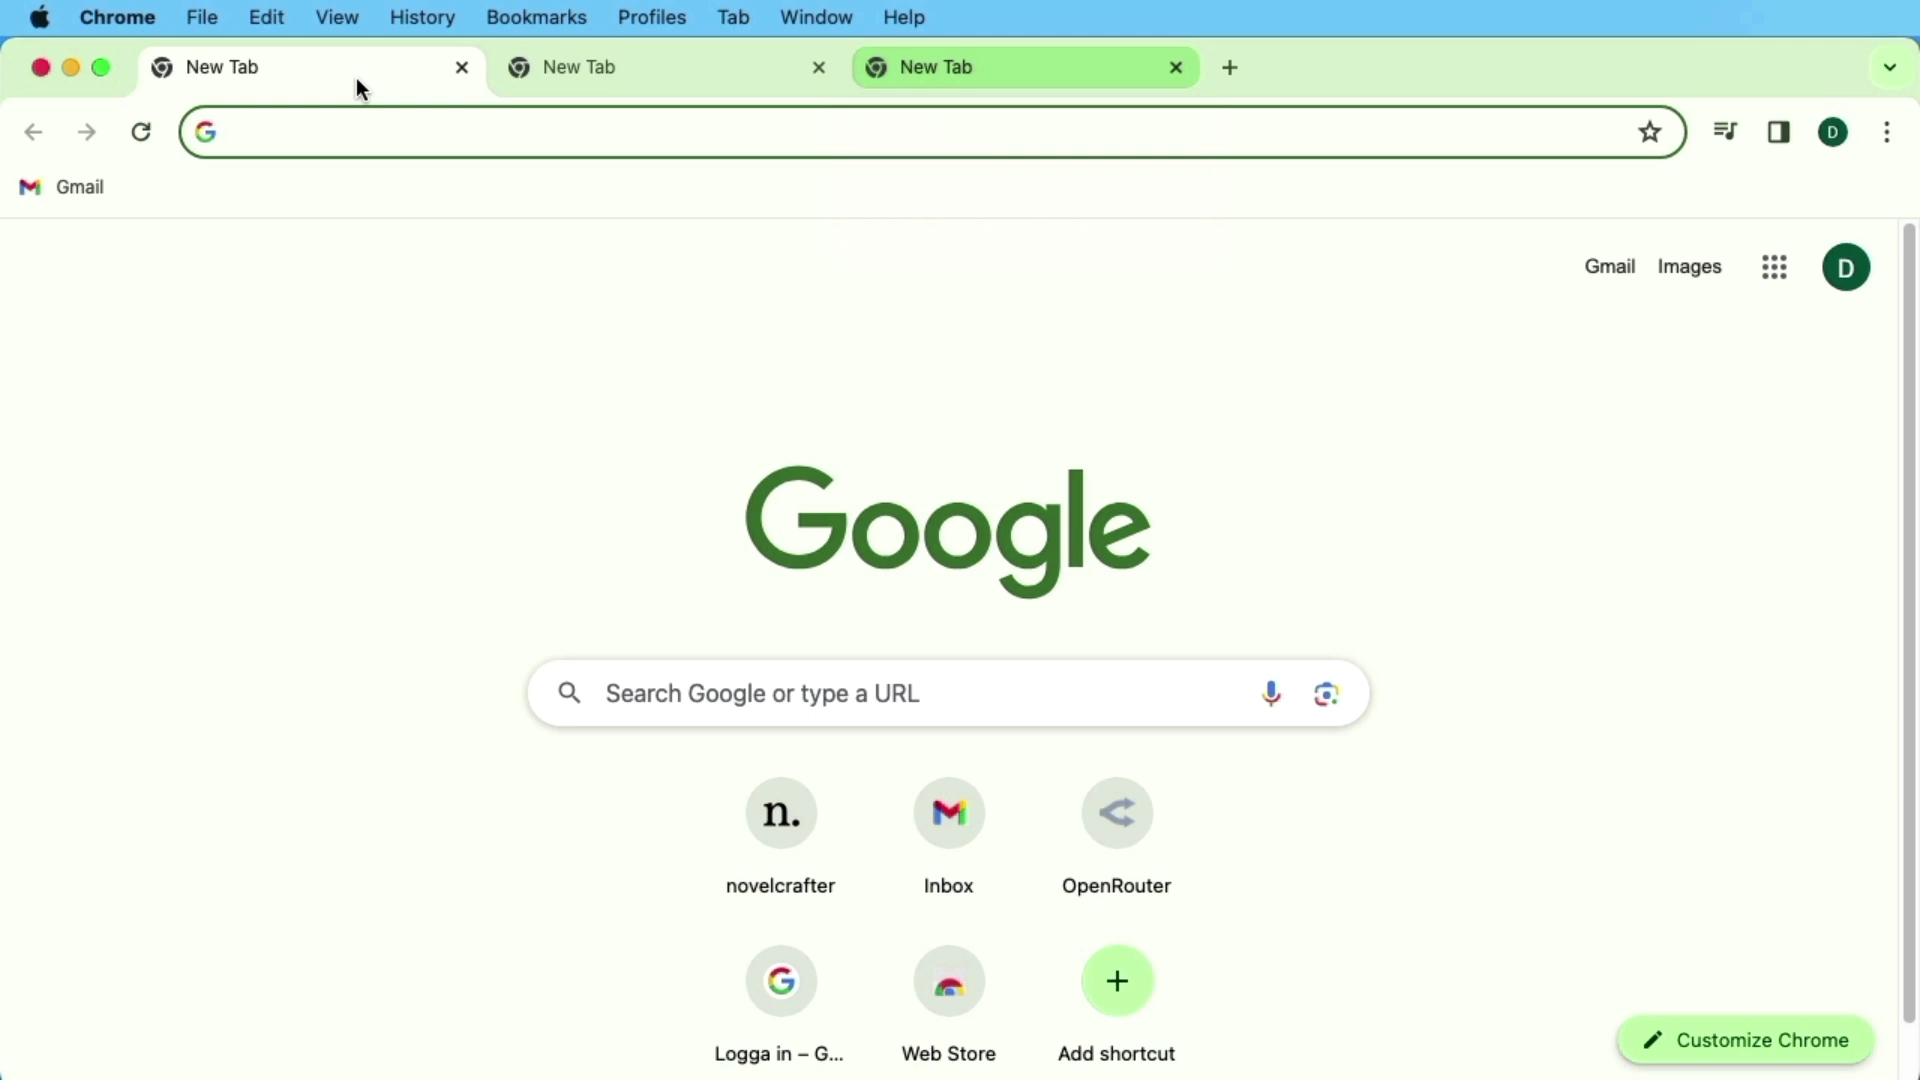 Chrome File Edit View History Bookmarks Profiles Tab Window Help
New Tab New Tab New Tab
D
Gmail
Gmail Images D
Google
Search Google or type a URL
n.
novelcrafter Inbox OpenRouter
Logga in – G... Web Store Add shortcut
Customize Chrome